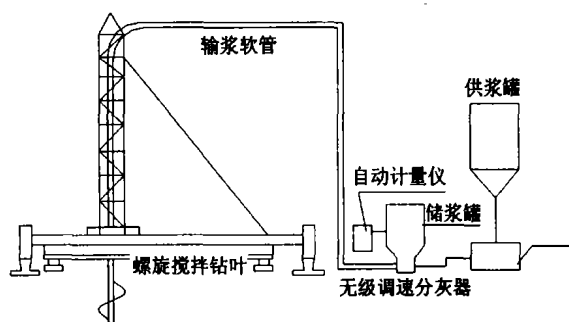 输浆软管
供浆罐
自动计量仪
储浆罐
螺旋搅拌钻叶
无级调速分灰器